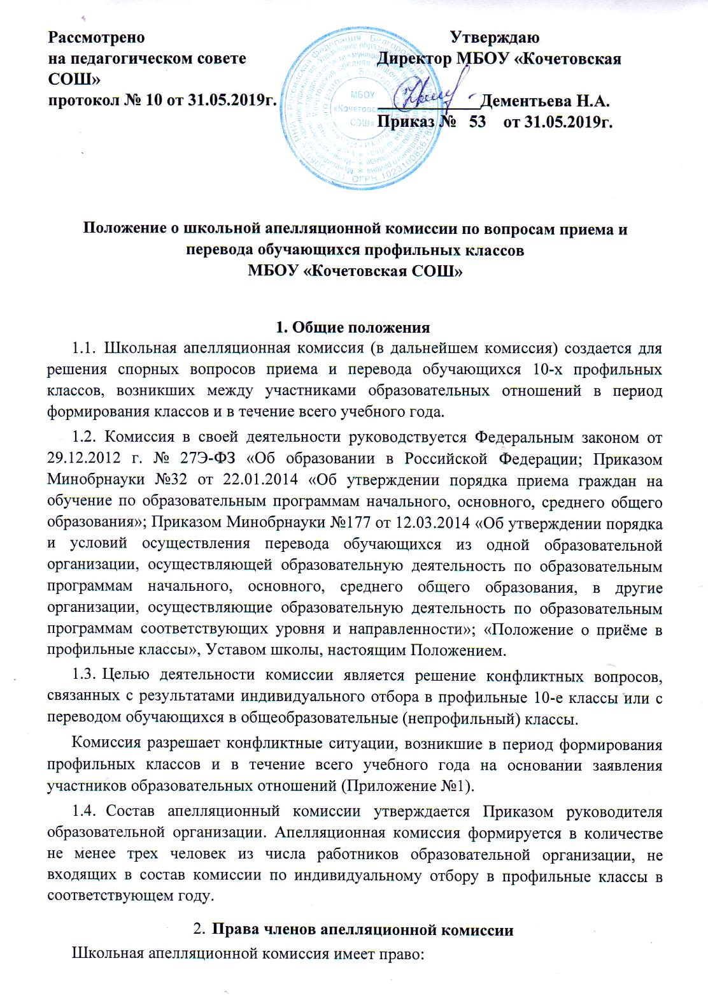 Рассмотрено
на педагогическом совете
СОШ»
протокол № 10 от 31.05.2019г.
Утверждаю
Директор МБОУ «Кочетовская
Дементьева Н.А.
Приказ № 53 от 31.05.2019г.
МБОУ
«Кочетовская
СОШ»
Положение о школьной апелляционной комиссии по вопросам приема и
перевода обучающихся профильных классов
МБОУ «Кочетовская СОШ»
1. Общие положения
1.1. Школьная апелляционная комиссия (в дальнейшем комиссия) создается для
решения спорных вопросов приема и перевода обучающихся 10-х профильных
классов, возникших между участниками образовательных отношений в период
формирования классов и в течение всего учебного года.
1.2. Комиссия в своей деятельности руководствуется Федеральным законом от
29.12.2012 г. № 27Э-ФЗ «Об образовании в Российской Федерации; Приказом
Минобрнауки №32 от 22.01.2014 «Об утверждении порядка приема граждан на
обучение по образовательным программам начального, основного, среднего общего
образования»; Приказом Минобрнауки №177 от 12.03.2014 «Об утверждении порядка
и условий осуществления перевода обучающихся из одной образовательной
организации, осуществляющей образовательную деятельность по образовательным
программам начального, основного, среднего общего образования, в другие
организации, осуществляющие образовательную деятельность по образовательным
программам соответствующих уровня и направленности»; «Положение о приёме в
профильные классы», Уставом школы, настоящим Положением.
1.3. Целью деятельности комиссии является решение конфликтных вопросов,
связанных с результатами индивидуального отбора в профильные 10-е классы или с
переводом обучающихся в общеобразовательные (непрофильный) классы.
Комиссия разрешает конфликтные ситуации, возникшие в период формирования
профильных классов и в течение всего учебного года на основании заявления
участников образовательных отношений (Приложение №1).
1.4. Состав апелляционный комиссии утверждается Приказом руководителя
образовательной организации. Апелляционная комиссия формируется в количестве
не менее трех человек из числа работников образовательной организации, не
входящих в состав комиссии по индивидуальному отбору в профильные классы в
соответствующем году.
2. Права членов апелляционной комиссии
Школьная апелляционной комиссия имеет право: